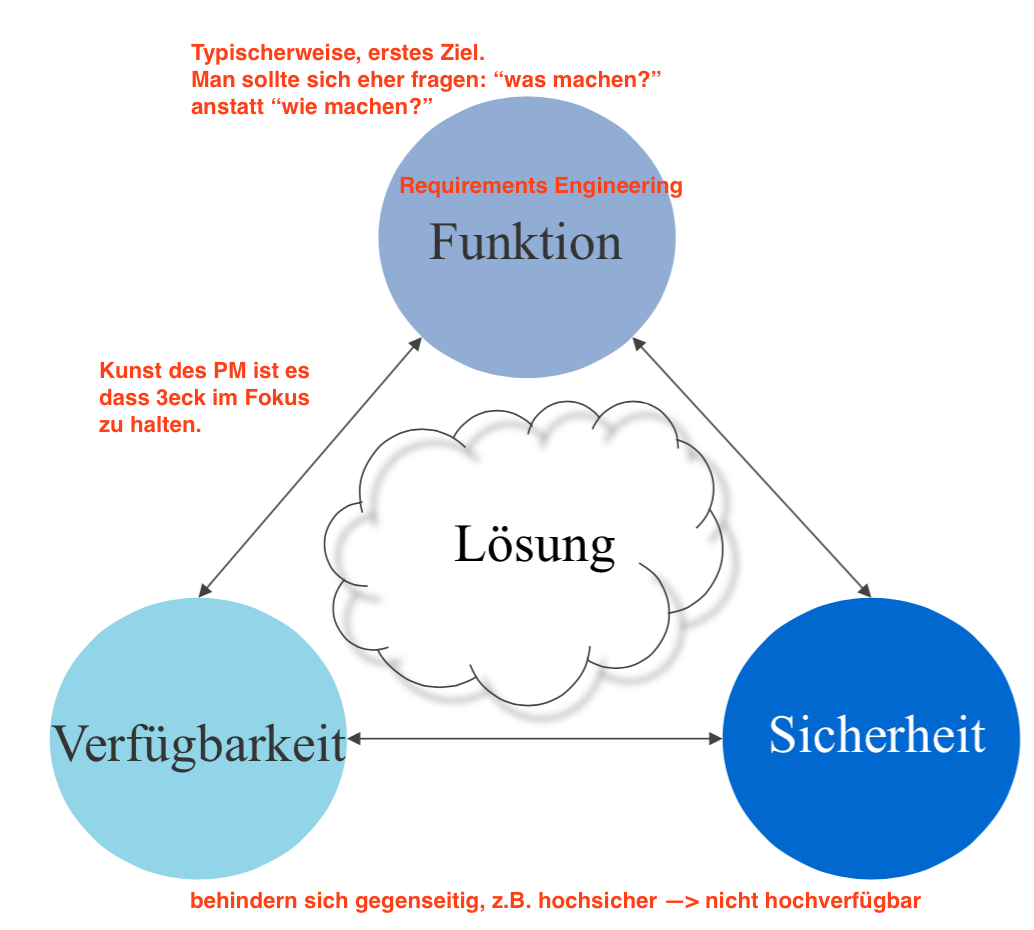 Typischerweise, erstes Ziel.
Man sollte sich eher fragen: “was machen?”
anstatt “wie machen?”
Requirements Engineering
Funktion
Kunst des PM ist es
dass 3eck im Fokus
zu halten.
Lösung
Verfügbarkeit
Sicherheit
behindern sich gegenseitig, z.B. hochsicher —> nicht hochverfügbar